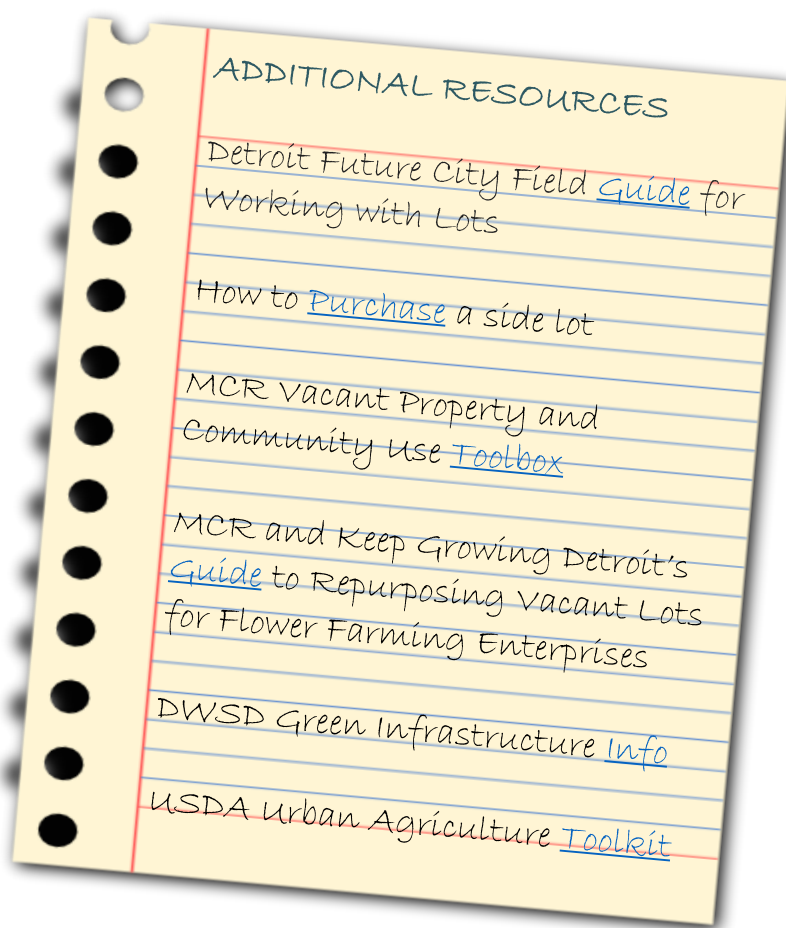 ADDITIONAL RESOURCES
Detroit Future City Field Guide for
Working with Lots
How to Purchase a side lot
MCR Vacant Property and
Community Use Toolbox
MCR and Keep Growing Detroit's
Guide to Repurposing Vacant Lots
for Flower Farming Enterprises
DWSD Green Infrastructure Info
USDA Urban Agriculture Toolkit